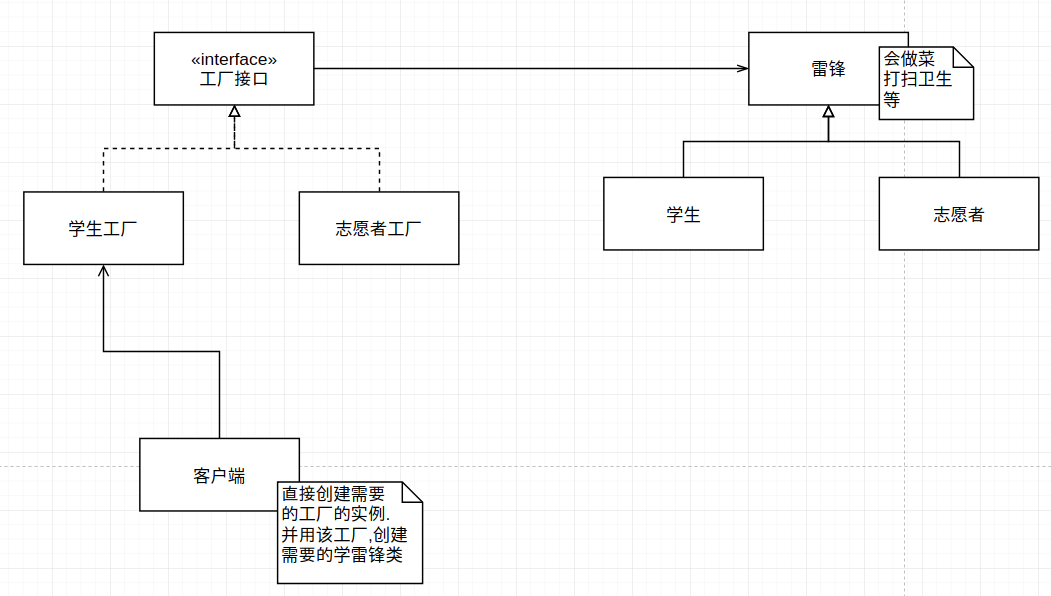 «interface»
工厂接口
雷锋
会做菜
打扫卫生
等
学生工厂
志愿者工厂
学生
志愿者
客户端
直接创建需要
的工厂的实例.
并用该工厂,创建
需要的学雷锋类